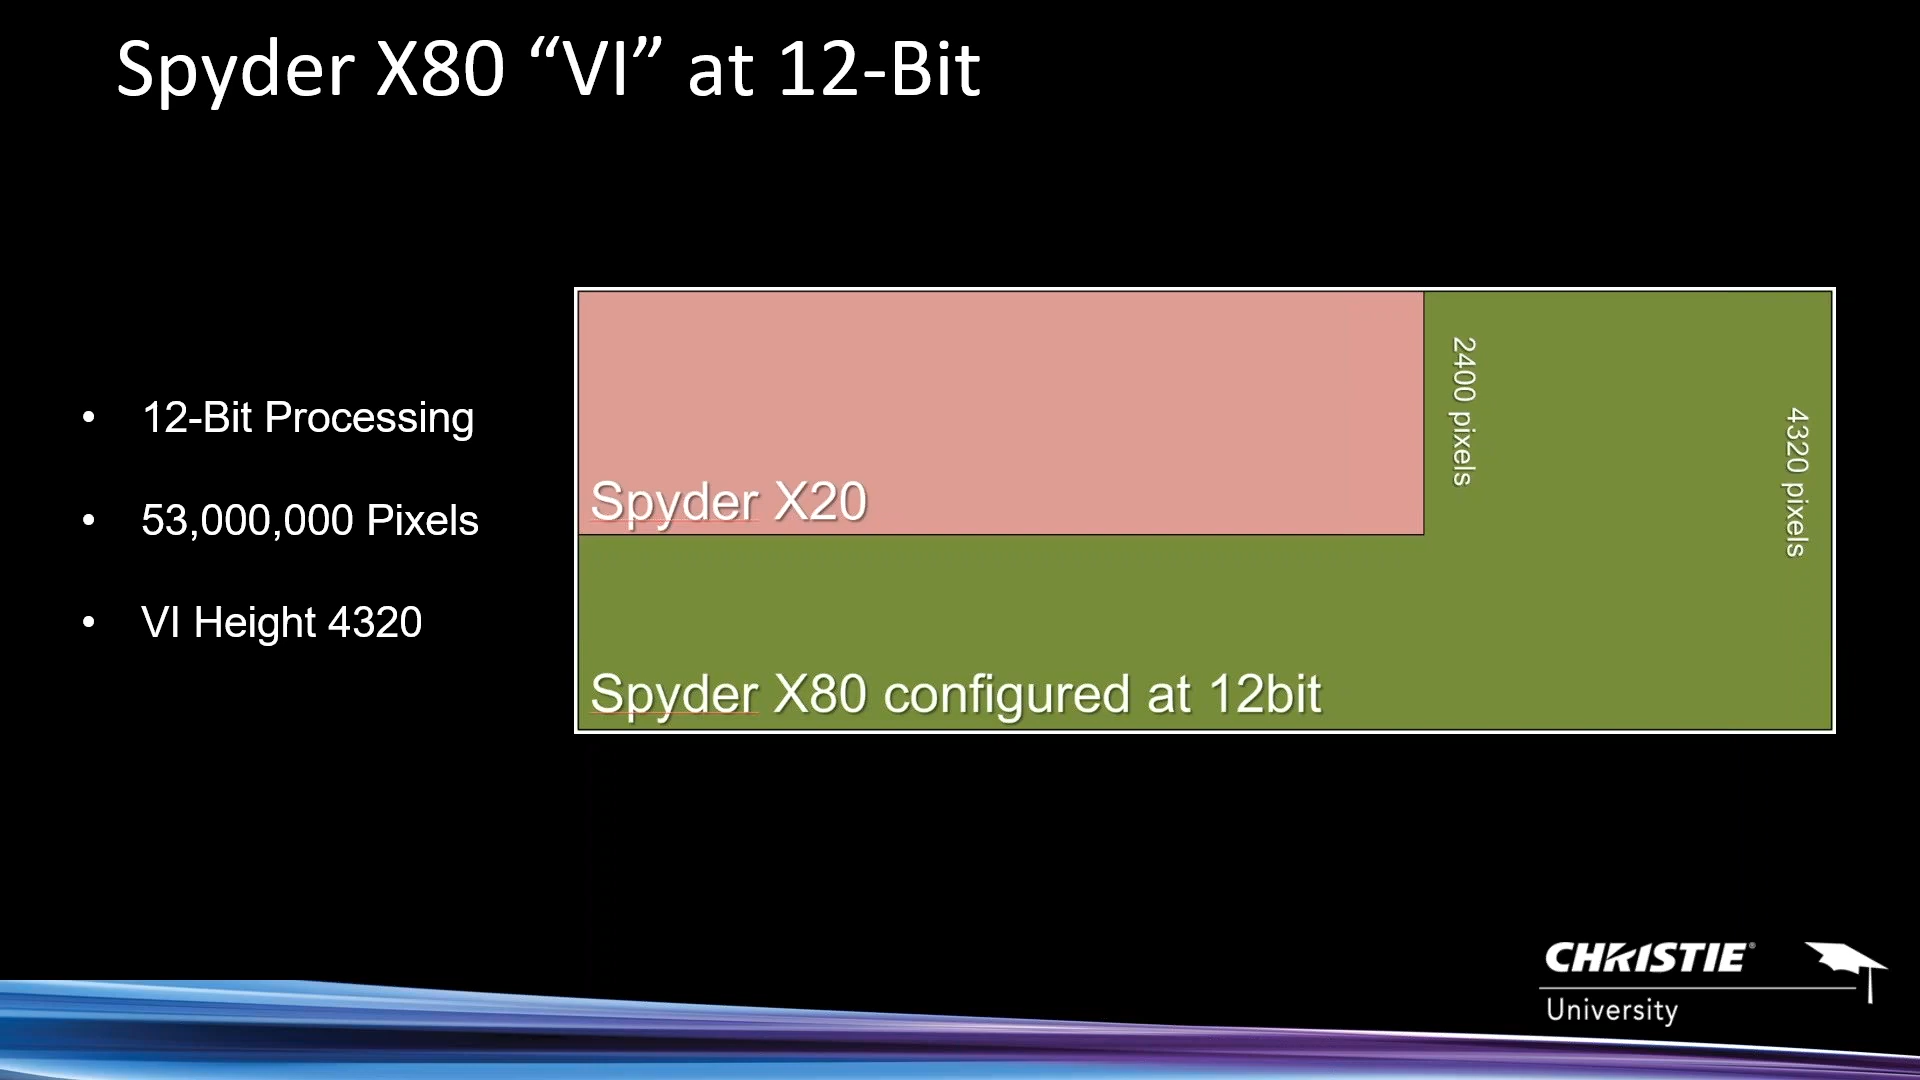 Spyder X80 “VI” at 12-Bit
• 12-Bit Processing
• 53,000,000 Pixels
• VI Height 4320
2400 pixels
4320 pixels
Spyder X20
Spyder X80 configured at 12bit
CHRISTIE®
University